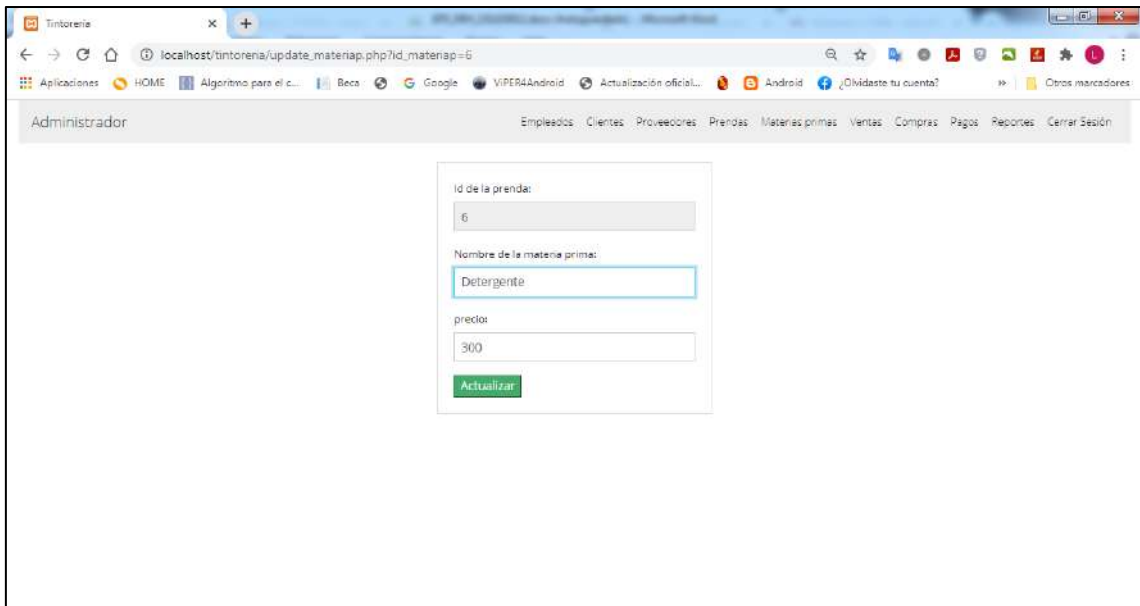 Tintoreria
localhost/tintoreria/update_materiap.php?id_materiap=6
Aplicaciones HOME Algoritmo para el c... Beca Google ViPER4Android Actualización oficial... Android ¿Olvidaste tu cuenta? » Otros marcadores
Administrador Empleados Clientes Proveedores Prendas Materias primas Ventas Compras Pagos Reportes Cerrar Sesión
Id de la prenda:
6
Nombre de la materia prima:
Detergente
precio:
300
Actualizar